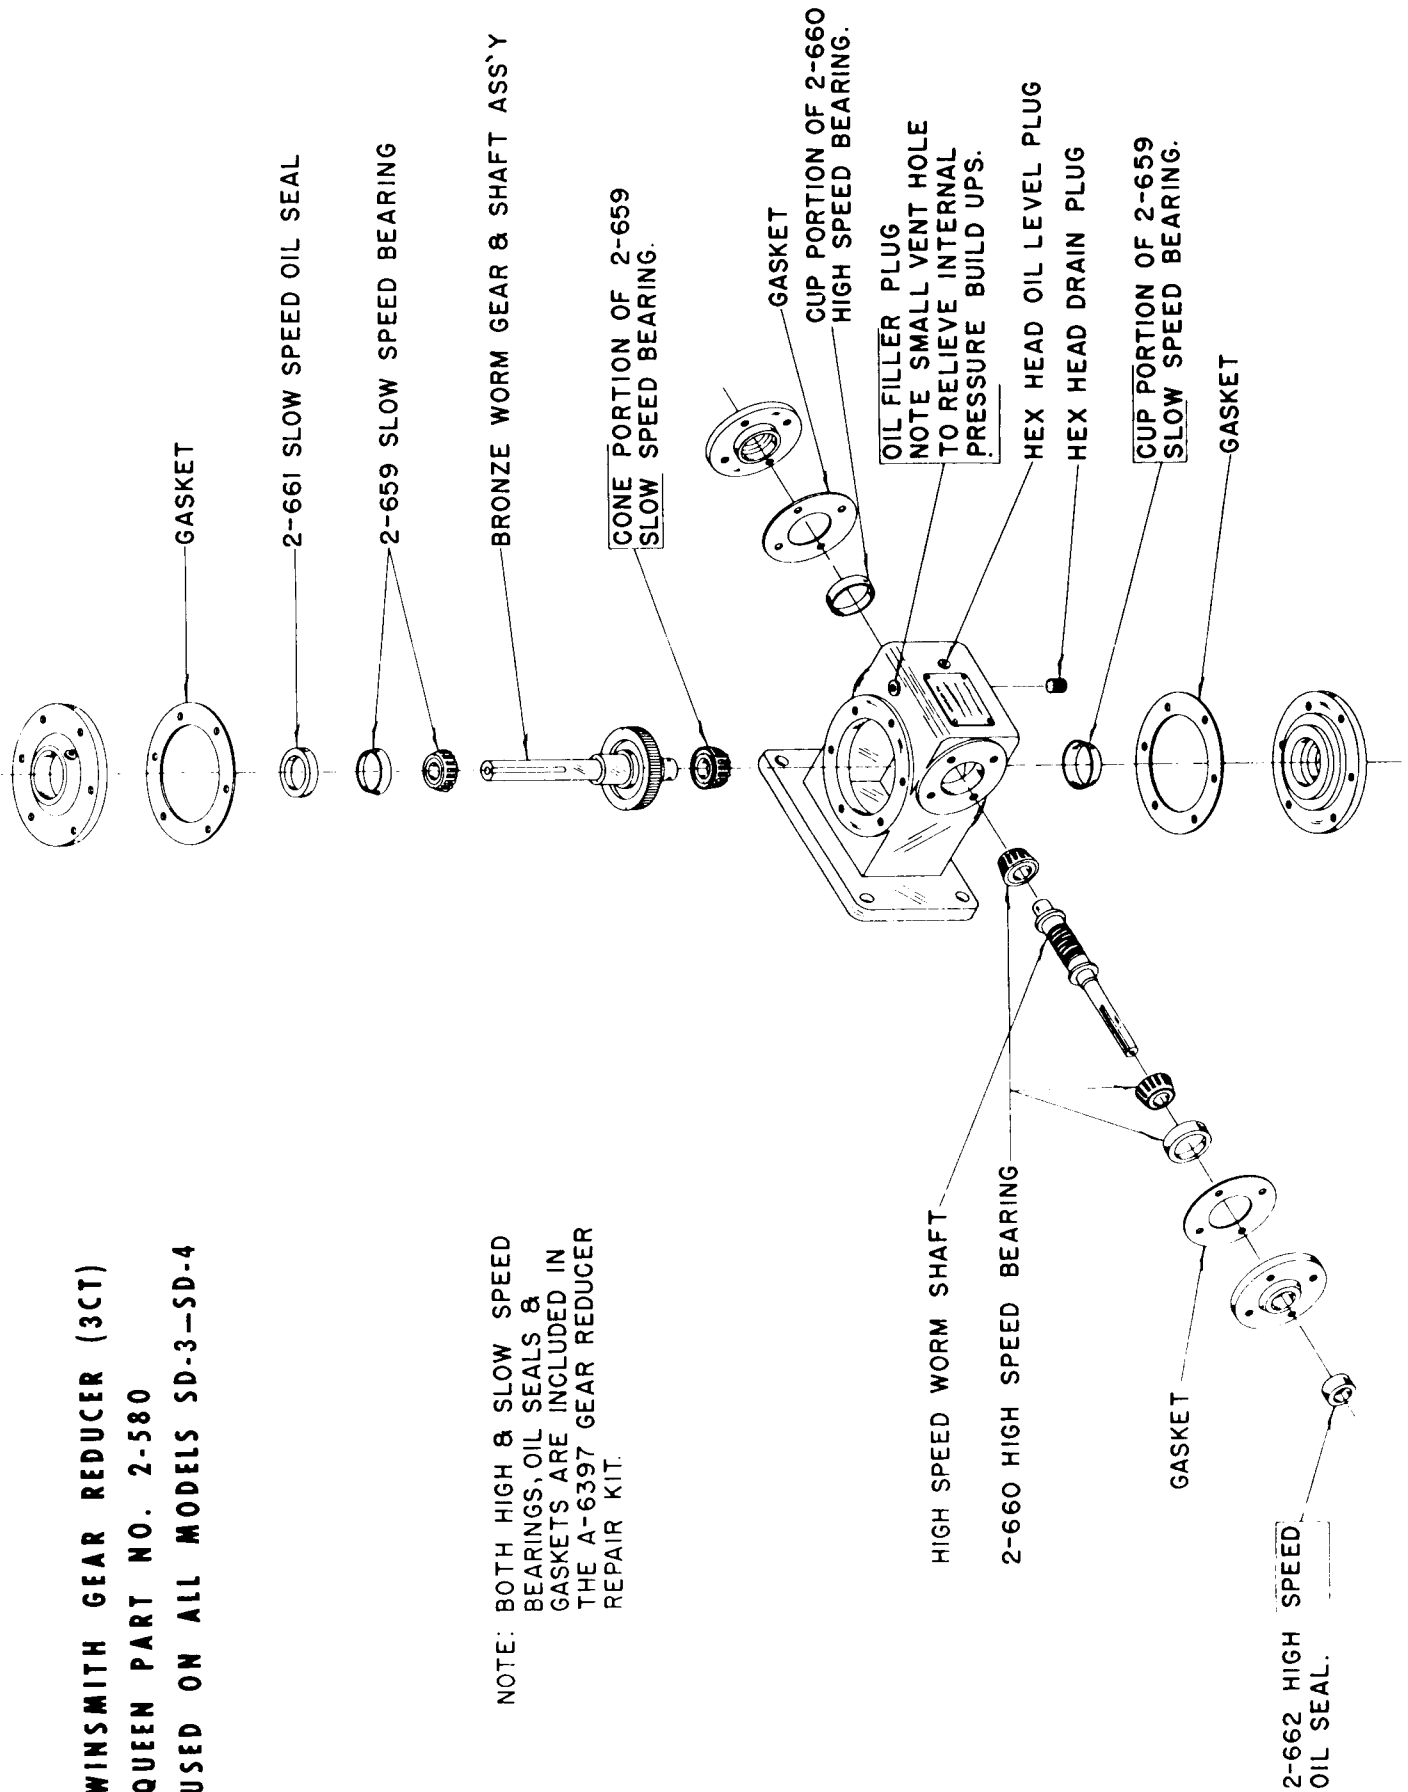 WINSMITH GEAR REDUCER (3CT)
QUEEN PART NO. 2-580
USED ON ALL MODELS SD-3—SD-4
GASKET
2-661 SLOW SPEED OIL SEAL
2-659 SLOW SPEED BEARING
BRONZE WORM GEAR & SHAFT ASS'Y
CONE PORTION OF 2-659
SLOW SPEED BEARING.
GASKET
CUP PORTION OF 2-660
HIGH SPEED BEARING.
OIL FILLER PLUG
NOTE SMALL VENT HOLE
TO RELIEVE INTERNAL
PRESSURE BUILD UPS.
HEX HEAD OIL LEVEL PLUG
HEX HEAD DRAIN PLUG
CUP PORTION OF 2-659
SLOW SPEED BEARING.
GASKET
NOTE: BOTH HIGH & SLOW SPEED
BEARINGS, OIL SEALS &
GASKETS ARE INCLUDED IN
THE A-6397 GEAR REDUCER
REPAIR KIT.
HIGH SPEED WORM SHAFT
2-660 HIGH SPEED BEARING
GASKET
2-662 HIGH SPEED
OIL SEAL.